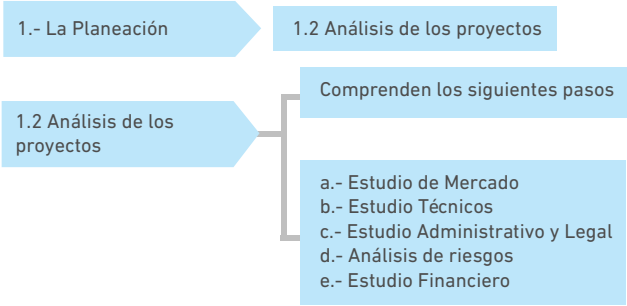 1.- La Planeación
1.2 Análisis de los proyectos
Comprenden los siguientes pasos
1.2 Análisis de los
proyectos
a.- Estudio de Mercado
b.- Estudio Técnicos
c.- Estudio Administrativo y Legal
d.- Análisis de riesgos
e.- Estudio Financiero